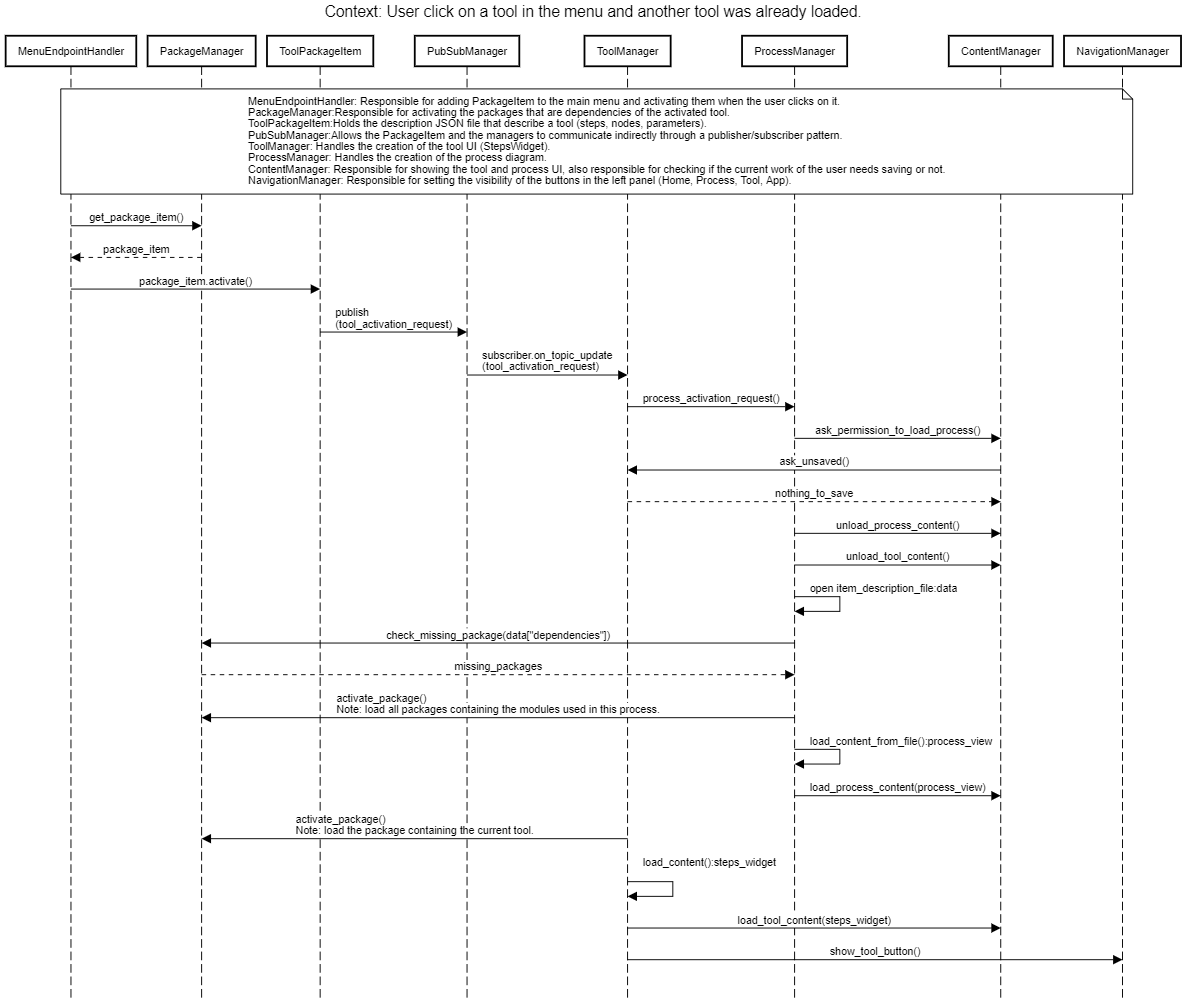 Context: User click on a tool in the menu and another tool was already loaded.
MenuEndpointHandler
PackageManager
ToolPackageItem
PubSubManager
ToolManager
ProcessManager
ContentManager
NavigationManager
MenuEndpointHandler: Responsible for adding PackageItem to the main menu and activating them when the user clicks on it.
PackageManager:Responsible for activating the packages that are dependencies of the activated tool.
ToolPackageItem:Holds the description JSON file that describe a tool (steps, nodes, parameters).
PubSubManager:Allows the PackageItem and the managers to communicate indirectly through a publisher/subscriber pattern.
ToolManager: Handles the creation of the tool UI (StepsWidget).
ProcessManager: Handles the creation of the process diagram.
ContentManager: Responsible for showing the tool and process UI, also responsible for checking if the current work of the user needs saving or not.
NavigationManager: Responsible for setting the visibility of the buttons in the left panel (Home, Process, Tool, App).
get_package_item()
package_item
package_item.activate()
publish
(tool_activation_request)
subscriber.on_topic_update
(tool_activation_request)
process_activation_request()
ask_permission_to_load_process()
ask_unsaved()
nothing_to_save
unload_process_content()
unload_tool_content()
open item_description_file:data
check_missing_package(data["dependencies"])
missing_packages
activate_package()
Note: load all packages containing the modules used in this process.
load_content_from_file():process_view
load_process_content(process_view)
activate_package()
Note: load the package containing the current tool.
load_content():steps_widget
load_tool_content(steps_widget)
show_tool_button()